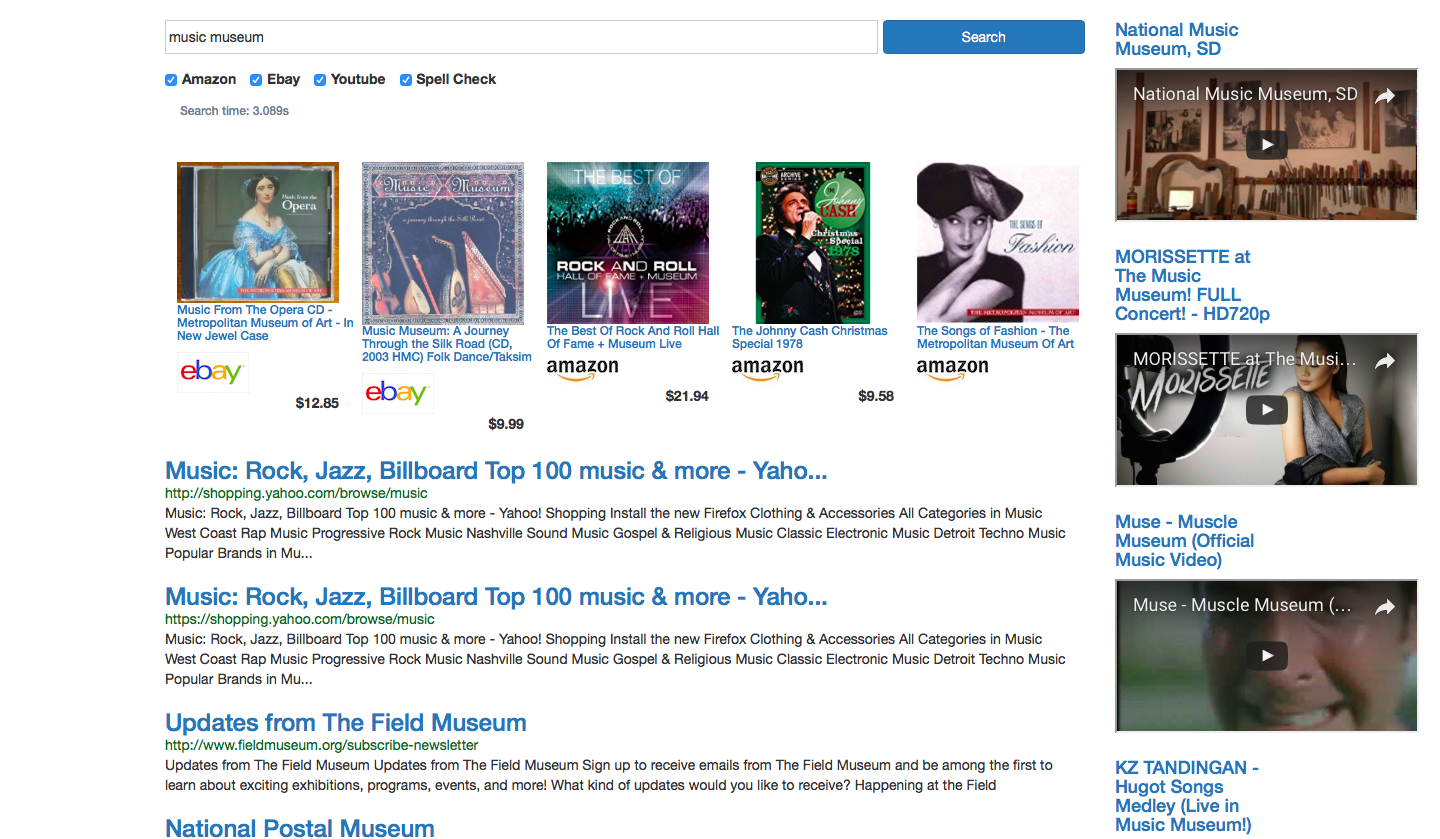 music museum
Search
Amazon
Ebay
Youtube
Spell Check
Search time: 3.089s
Music from the
Opera
THE METROPOLITAN MUSEUM OF ART
Music From The Opera CD -
Metropolitan Museum of Art - In
New Jewel Case
ebay
$12.85
Music Museum
a journey through the Silk Road
Music Museum: A Journey
Through the Silk Road (CD,
2003 HMC) Folk Dance/Taksim
ebay
$9.99
THE BEST OF
ROCK AND ROLL
HALL OF FAME + MUSEUM
LIVE
The Best Of Rock And Roll Hall
Of Fame + Museum Live
amazon
$21.94
ARCHIVE
SERIES
THE
Johnny
CASH
Christmas
Special
1978
The Johnny Cash Christmas
Special 1978
amazon
$9.58
THE SONGS OF
Fashion
THE METROPOLITAN MUSEUM OF ART
The Songs of Fashion - The
Metropolitan Museum Of Art
amazon
Music: Rock, Jazz, Billboard Top 100 music & more - Yaho...
http://shopping.yahoo.com/browse/music
Music: Rock, Jazz, Billboard Top 100 music & more - Yahoo! Shopping Install the new Firefox Clothing & Accessories All Categories in Music
West Coast Rap Music Progressive Rock Music Nashville Sound Music Gospel & Religious Music Classic Electronic Music Detroit Techno Music
Popular Brands in Mu...
Music: Rock, Jazz, Billboard Top 100 music & more - Yaho...
https://shopping.yahoo.com/browse/music
Music: Rock, Jazz, Billboard Top 100 music & more - Yahoo! Shopping Install the new Firefox Clothing & Accessories All Categories in Music
West Coast Rap Music Progressive Rock Music Nashville Sound Music Gospel & Religious Music Classic Electronic Music Detroit Techno Music
Popular Brands in Mu...
Updates from The Field Museum
http://www.fieldmuseum.org/subscribe-newsletter
Updates from The Field Museum Updates from The Field Museum Sign up to receive emails from The Field Museum and be among the first to
learn about exciting exhibitions, programs, events, and more! What kind of updates would you like to receive? Happening at the Field
National Postal Museum
National Music
Museum, SD
National Music Museum, SD
MORISSETTE at
The Music
Museum! FULL
Concert! - HD720p
MORISSETTE at The Musi...
MORISSETTE
Muse - Muscle
Museum (Official
Music Video)
Muse - Muscle Museum (...
KZ TANDINGAN -
Hugot Songs
Medley (Live in
Music Museum!)